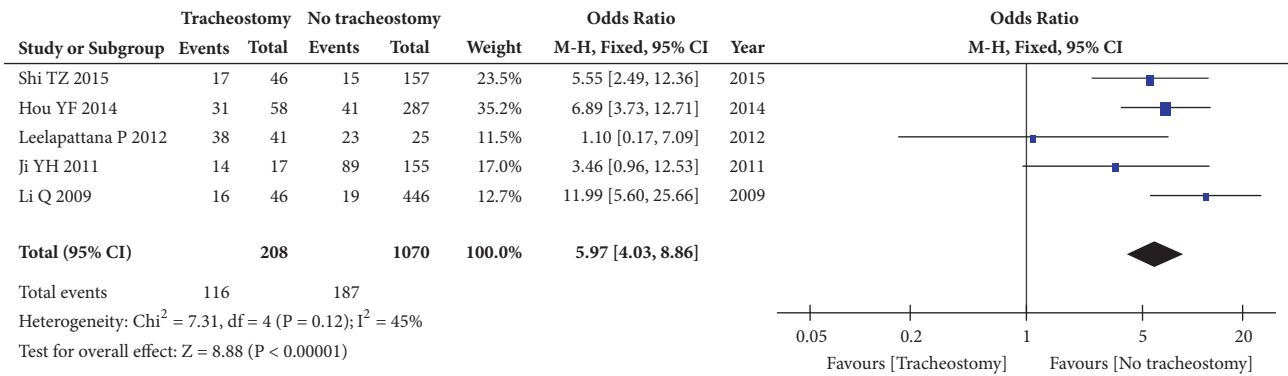 Tracheostomy No tracheostomy Odds Ratio Odds Ratio
Study or Subgroup Events Total Events Total Weight M-H, Fixed, 95% CI Year M-H, Fixed, 95% CI
Shi TZ 2015 17 46 15 157 23.5% 5.55 [2.49, 12.36] 2015
Hou YF 2014 31 58 41 287 35.2% 6.89 [3.73, 12.71] 2014
Leelapattana P 2012 38 41 23 25 11.5% 1.10 [0.17, 7.09] 2012
Ji YH 2011 14 17 89 155 17.0% 3.46 [0.96, 12.53] 2011
Li Q 2009 16 46 19 446 12.7% 11.99 [5.60, 25.66] 2009
Total (95% CI) 208 1070 100.0% 5.97 [4.03, 8.86]
Total events 116 187
Heterogeneity: Chi² = 7.31, df = 4 (P = 0.12); I² = 45%
Test for overall effect: Z = 8.88 (P < 0.00001)
0.05 0.2 1 5 20
Favours [Tracheostomy] Favours [No tracheostomy]